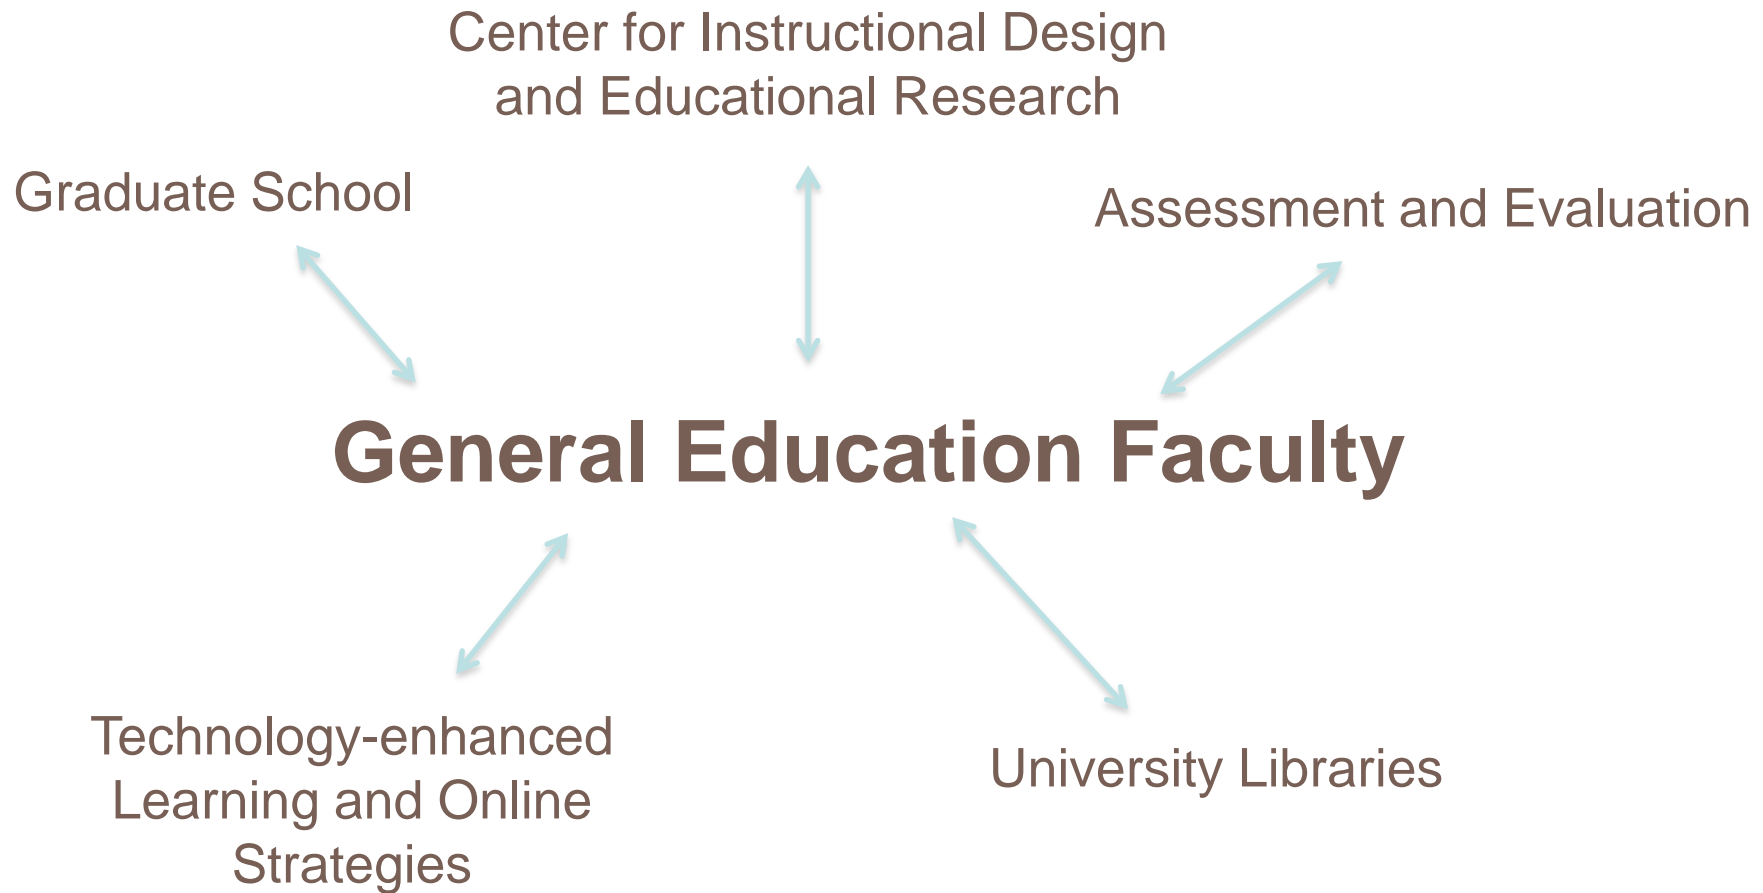 Center for Instructional Design
and Educational Research
Graduate School
Assessment and Evaluation
General Education Faculty
Technology-enhanced
Learning and Online
Strategies
University Libraries